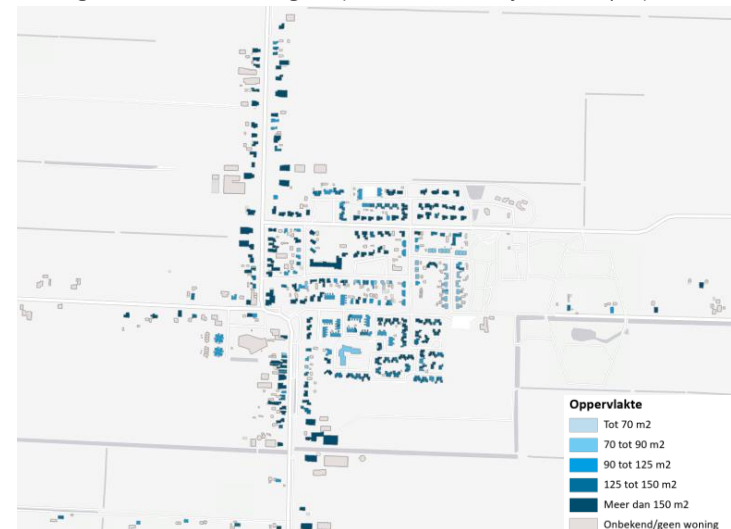 Oppervlakte
Tot 70 m2
70 tot 90 m2
90 tot 125 m2
125 tot 150 m2
Meer dan 150 m2
Onbekend/geen woning